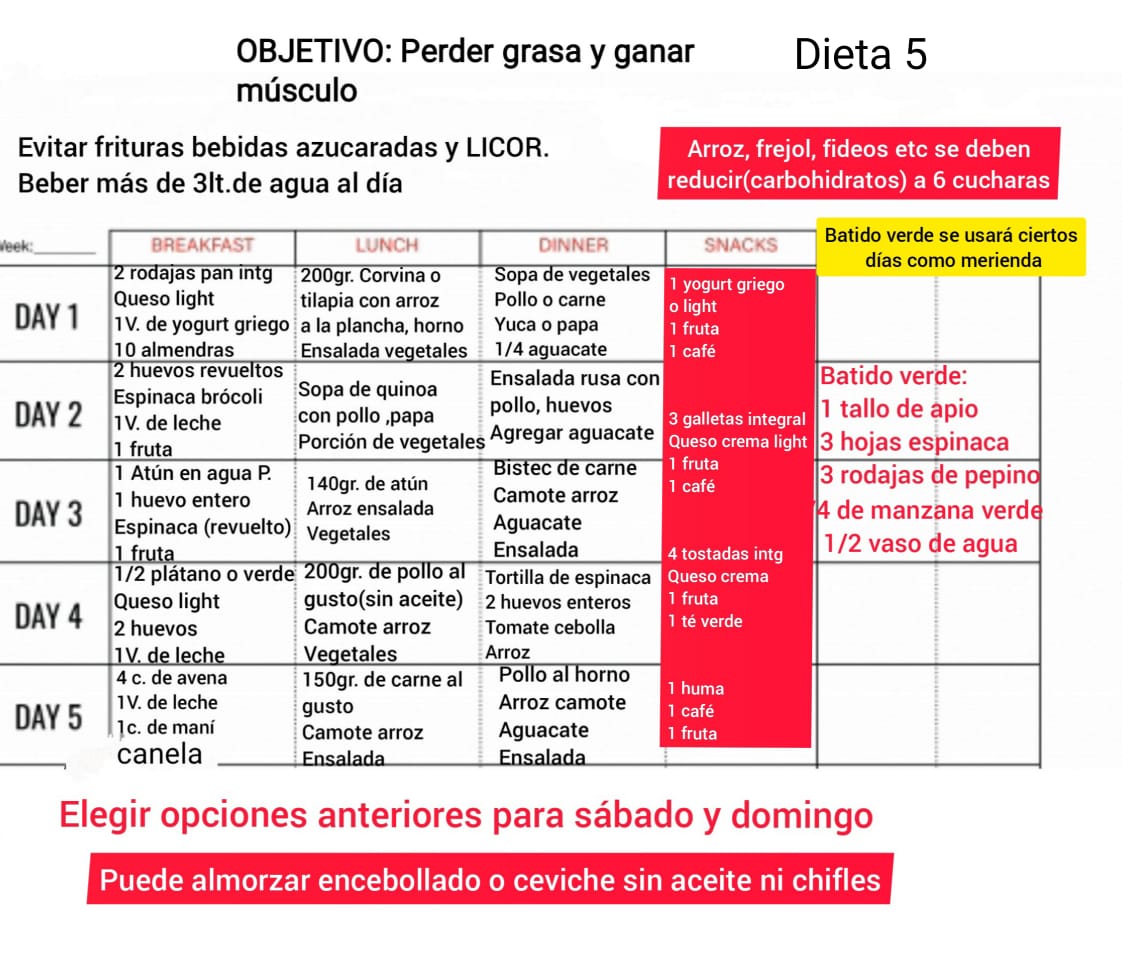 OBJETIVO: Perder grasa y ganar
músculo
Dieta 5
Evitar frituras bebidas azucaradas y LICOR.
Beber más de 3lt.de agua al día
Arroz, frejol, fideos etc se deben
reducir(carbohidratos) a 6 cucharas
Week:
BREAKFAST
LUNCH
DINNER
SNACKS
Batido verde se usará ciertos
días como merienda
DAY 1
2 rodajas pan intg
Queso light
1V. de yogurt griego
10 almendras
200gr. Corvina o
tilapia con arroz
a la plancha, horno
Ensalada vegetales
Sopa de vegetales
Pollo o carne
Yuca o papa
1/4 aguacate
1 yogurt griego
o light
1 fruta
1 café
DAY 2
2 huevos revueltos
Espinaca brócoli
1V. de leche
1 fruta
Sopa de quinoa
con pollo ,papa
Porción de vegetales
Ensalada rusa con
pollo, huevos
Agregar aguacate
3 galletas integral
Queso crema light
1 fruta
1 café
Batido verde:
1 tallo de apio
3 hojas espinaca
3 rodajas de pepino
/4 de manzana verde
1/2 vaso de agua
DAY 3
1 Atún en agua P.
1 huevo entero
Espinaca (revuelto)
1 fruta
140gr. de atún
Arroz ensalada
Vegetales
Bistec de carne
Camote arroz
Aguacate
Ensalada
4 tostadas intg
Queso crema
1 fruta
1 té verde
DAY 4
1/2 plátano o verde
Queso light
2 huevos
1V. de leche
200gr. de pollo al
gusto(sin aceite)
Camote arroz
Vegetales
Tortilla de espinaca
2 huevos enteros
Tomate cebolla
Arroz
DAY 5
4 c. de avena
1V. de leche
1c. de maní
canela
150gr. de carne al
gusto
Camote arroz
Ensalada
Pollo al horno
Arroz camote
Aguacate
Ensalada
1 huma
1 café
1 fruta
Elegir opciones anteriores para sábado y domingo
Puede almorzar encebollado o ceviche sin aceite ni chifles